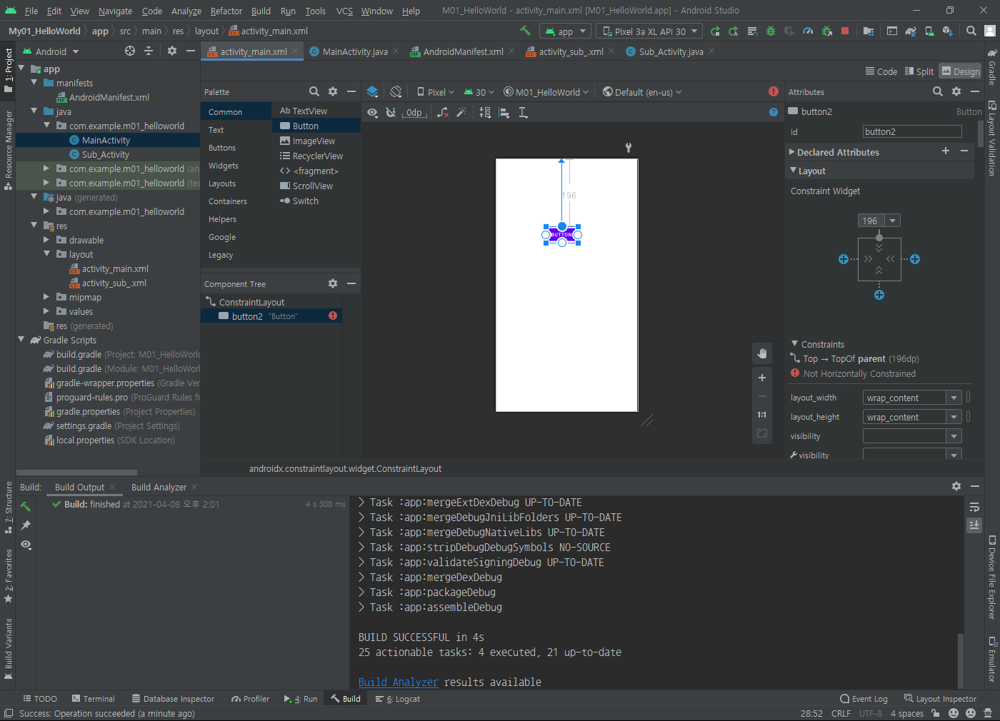 File Edit View Navigate Code Analyze Refactor Build Run Tools VCS Window Help M01_HelloWorld - activity_main.xml [M01_HelloWorld.app] - Android Studio
My01_HelloWorld app src main res layout activity_main.xml
app Pixel 3a XL API 30
1: Project
Resource Manager
7: Structure
2: Favorites
Build Variants
Android
app
manifests
AndroidManifest.xml
java
com.example.m01_helloworld
MainActivity
Sub_Activity
com.example.m01_helloworld (an
com.example.m01_helloworld (tes
java (generated)
com.example.m01_helloworld
res
drawable
layout
activity_main.xml
activity_sub_.xml
mipmap
values
res (generated)
Gradle Scripts
build.gradle (Project: M01_HelloWorld
build.gradle (Module: M01_HelloWorl
gradle-wrapper.properties (Gradle Ver
proguard-rules.pro (ProGuard Rules fo
gradle.properties (Project Properties)
settings.gradle (Project Settings)
local.properties (SDK Location)
activity_main.xml MainActivity.java AndroidManifest.xml activity_sub_.xml Sub_Activity.java
Code Split Design
Palette
Common
Text
Buttons
Widgets
Layouts
Containers
Helpers
Google
Legacy
Ab TextView
Button
ImageView
RecyclerView
<fragment>
ScrollView
Switch
Component Tree
ConstraintLayout
button2 "Button"
Pixel 30 M01_HelloWorld Default (en-us)
0dp
196
BUTTON
1:1
androidx.constraintlayout.widget.ConstraintLayout
Attributes
button2 Button
id button2
Declared Attributes
Layout
Constraint Widget
196
Constraints
Top → TopOf parent (196dp)
Not Horizontally Constrained
layout_width wrap_content
layout_height wrap_content
visibility
visibility
Gradle
Layout Validation
Device File Explorer
Emulator
Build: Build Output Build Analyzer
Build: finished at 2021-04-08 오후 2:01 4 s 308 ms
> Task :app:mergeExtDexDebug UP-TO-DATE
> Task :app:mergeDebugJniLibFolders UP-TO-DATE
> Task :app:mergeDebugNativeLibs UP-TO-DATE
> Task :app:stripDebugDebugSymbols NO-SOURCE
> Task :app:validateSigningDebug UP-TO-DATE
> Task :app:mergeDexDebug
> Task :app:packageDebug
> Task :app:assembleDebug
BUILD SUCCESSFUL in 4s
25 actionable tasks: 4 executed, 21 up-to-date
Build Analyzer results available
TODO Terminal Database Inspector Profiler 4: Run Build 6: Logcat Event Log Layout Inspector
Success: Operation succeeded (a minute ago) 28:52 CRLF UTF-8 4 spaces